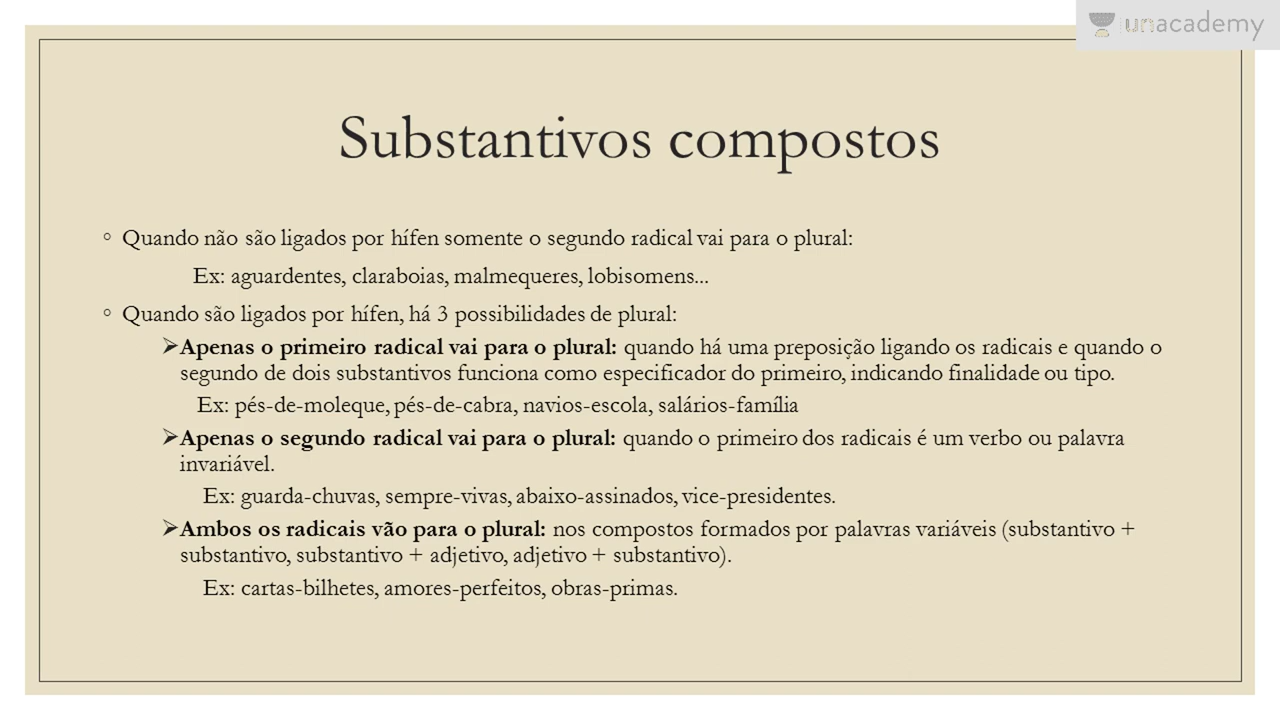 unacademy
Substantivos compostos
◦ Quando não são ligados por hífen somente o segundo radical vai para o plural:
Ex: aguardentes, claraboias, malmequeres, lobisomens...
◦ Quando são ligados por hífen, há 3 possibilidades de plural:
➢Apenas o primeiro radical vai para o plural: quando há uma preposição ligando os radicais e quando o
segundo de dois substantivos funciona como especificador do primeiro, indicando finalidade ou tipo.
Ex: pés-de-moleque, pés-de-cabra, navios-escola, salários-família
➢Apenas o segundo radical vai para o plural: quando o primeiro dos radicais é um verbo ou palavra
invariável.
Ex: guarda-chuvas, sempre-vivas, abaixo-assinados, vice-presidentes.
➢Ambos os radicais vão para o plural: nos compostos formados por palavras variáveis (substantivo +
substantivo, substantivo + adjetivo, adjetivo + substantivo).
Ex: cartas-bilhetes, amores-perfeitos, obras-primas.